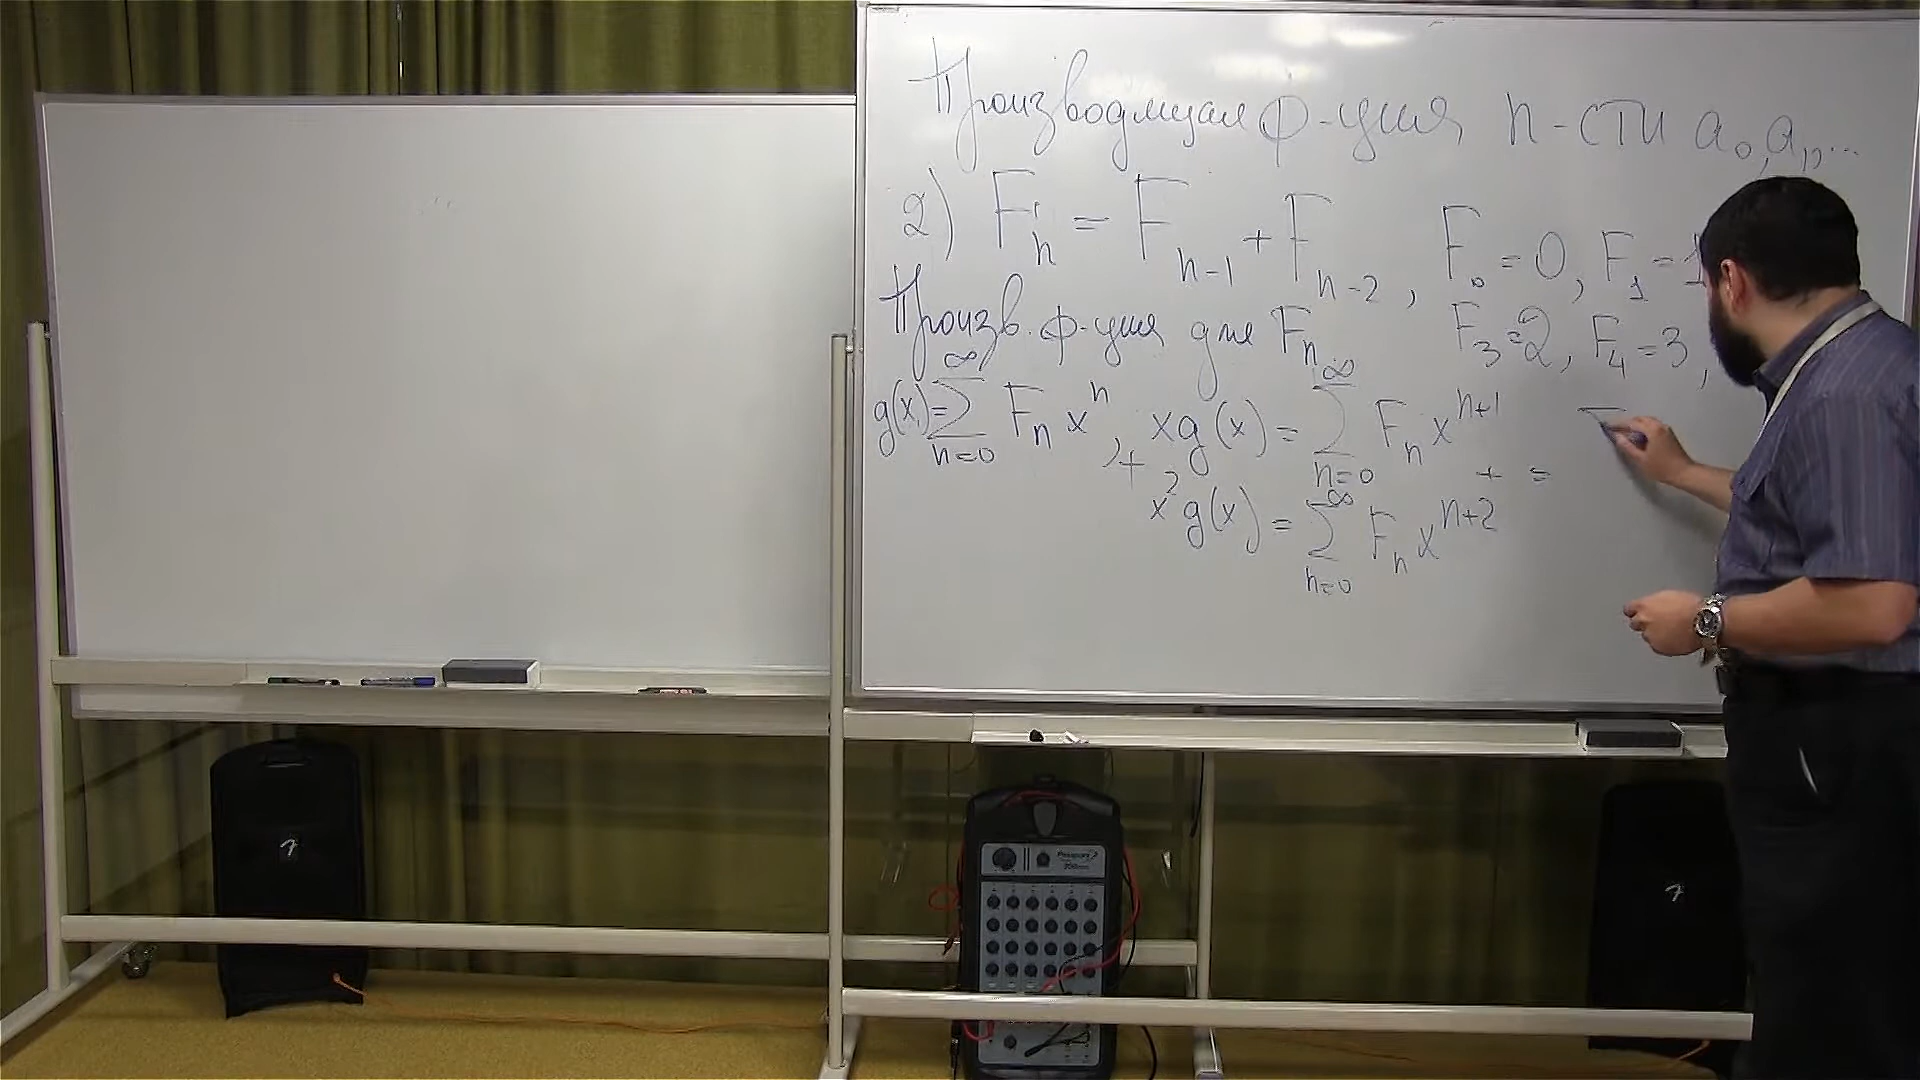 Производящая ф-ция п-сти a₀, a₁, ...
2) Fₙ = Fₙ₋₁ + Fₙ₋₂, F₀ = 0, F₁ = 1
F₃ = 2, F₄ = 3,
Произв. ф-ция для Fₙ
g(x) = ∑_{n=0}^{∞} Fₙ xⁿ, xg(x) = ∑_{n=0}^{∞} Fₙ xⁿ⁺¹
+ + =
x²g(x) = ∑_{n=0}^{∞} Fₙ xⁿ⁺²